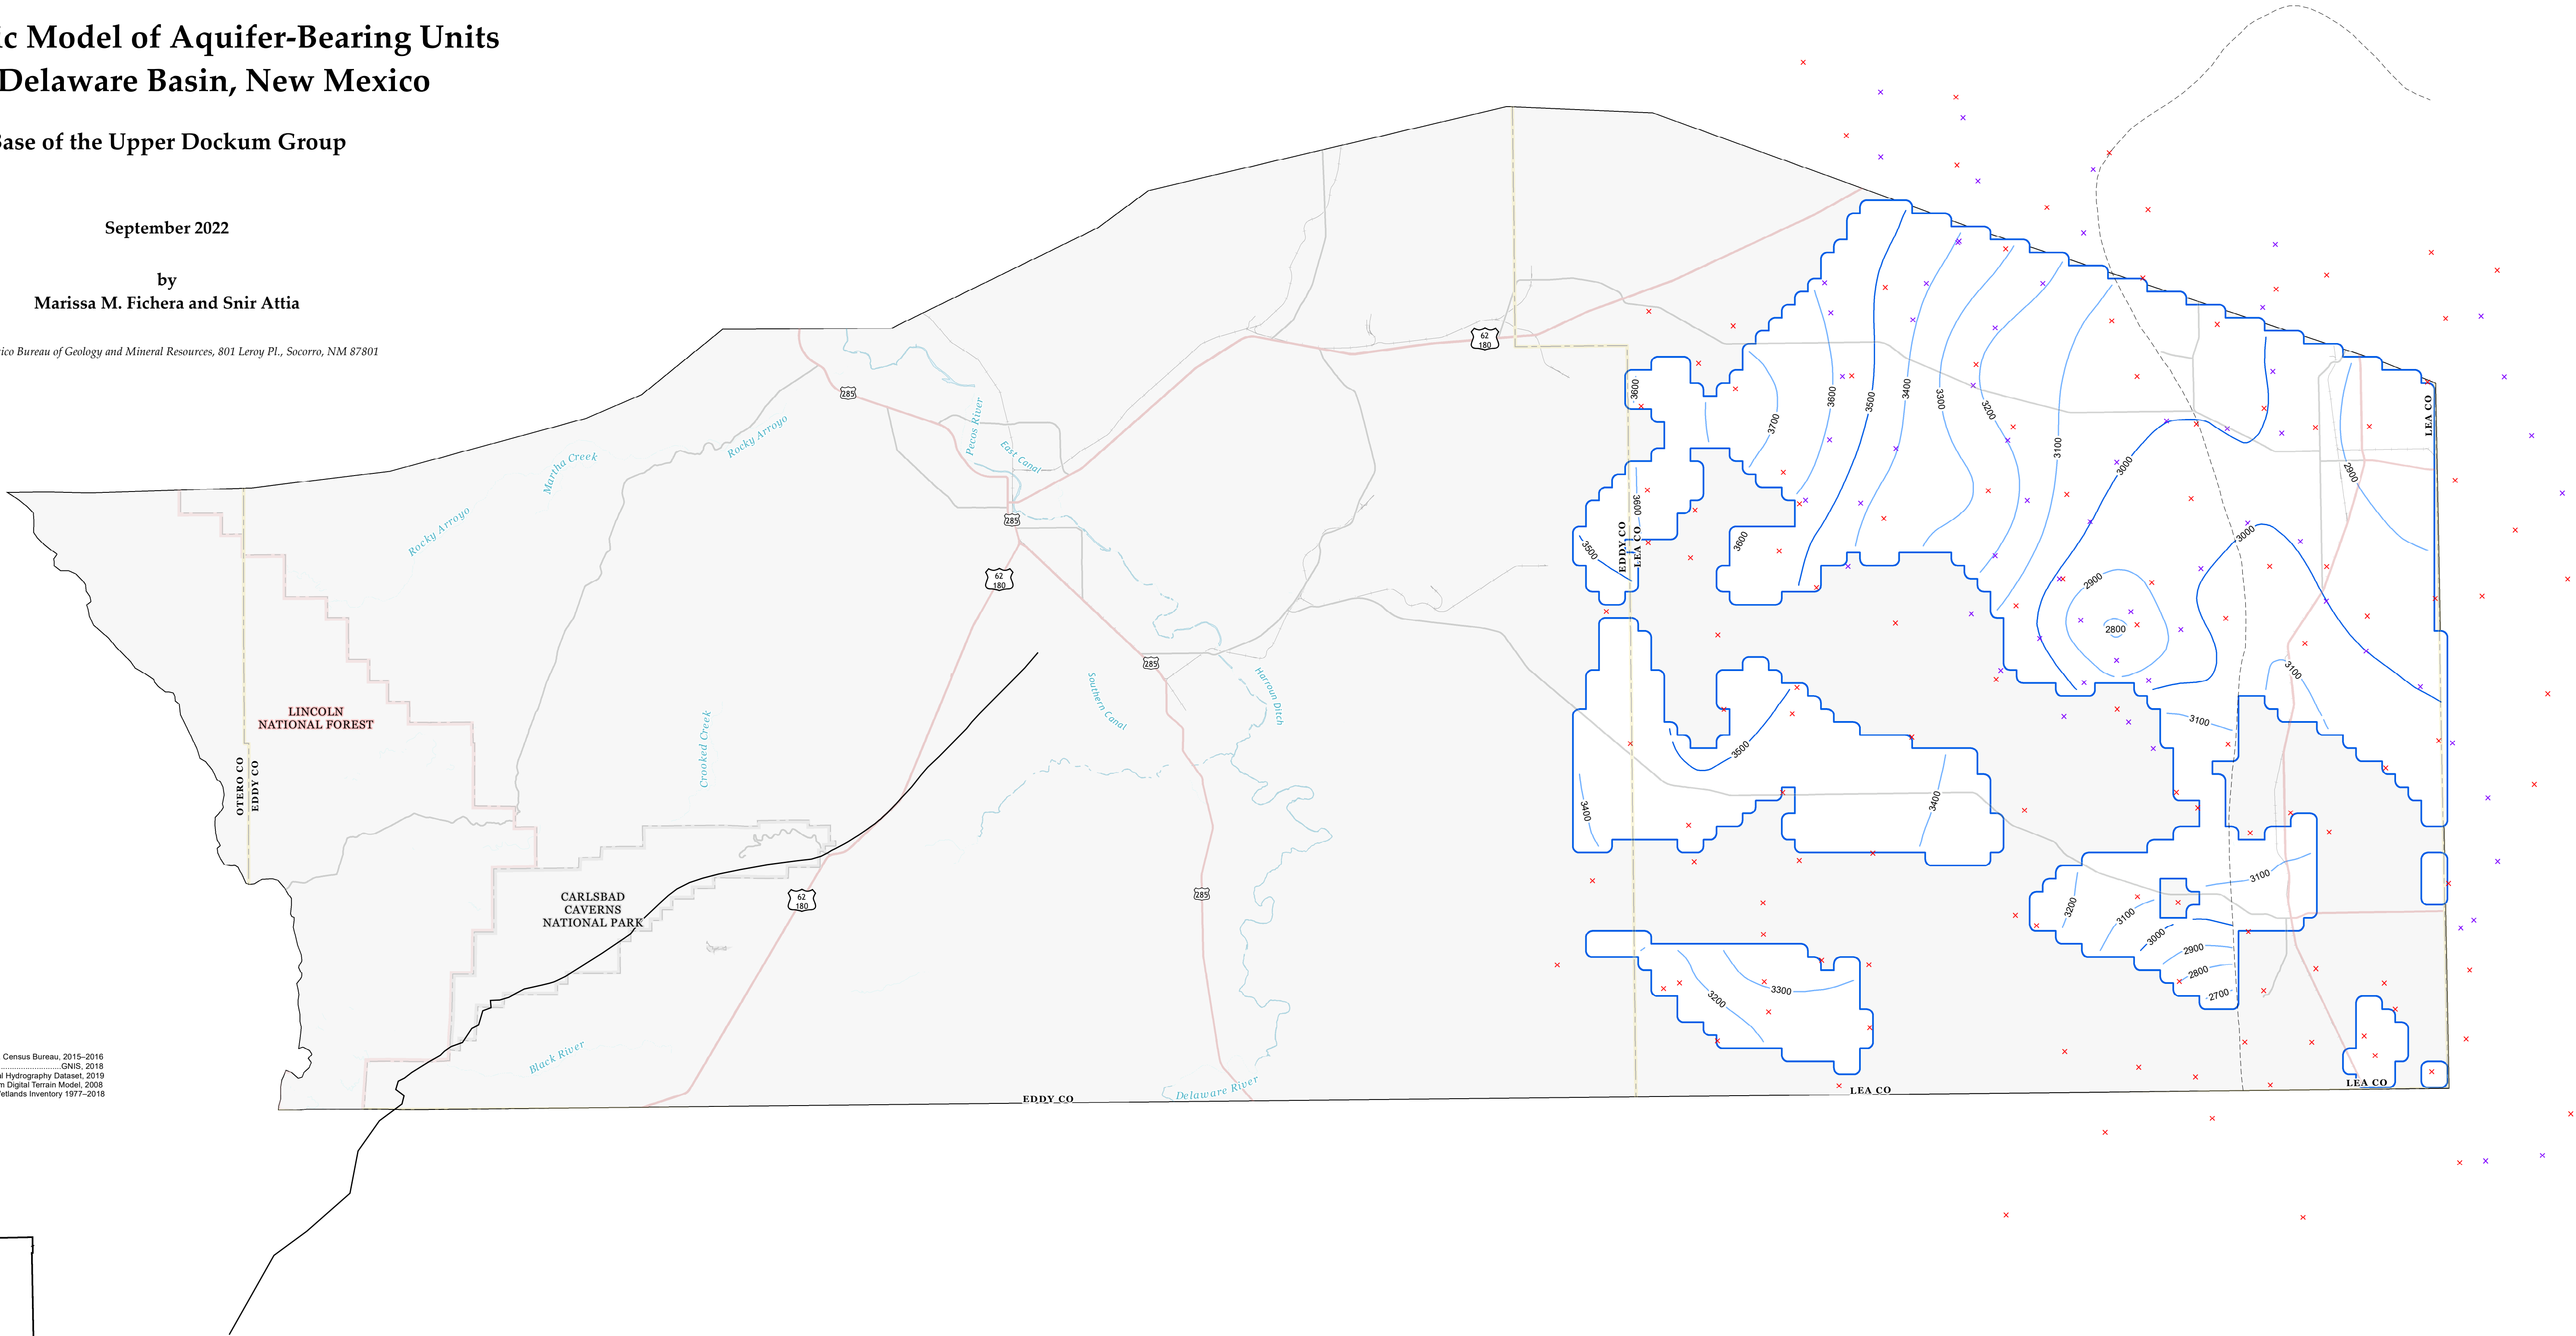 ic Model of Aquifer-Bearing Units
Delaware Basin, New Mexico
Base of the Upper Dockum Group
September 2022
by
Marissa M. Fichera and Snir Attia
ico Bureau of Geology and Mineral Resources, 801 Leroy Pl., Socorro, NM 87801
62
180
285
Pecos River
East Canal
Rocky Arroyo
Martha Creek
Rocky Arroyo
285
62
180
285
LINCOLN
NATIONAL FOREST
Crooked Creek
Southern Canal
Harroun Ditch
OTERO CO
EDDY CO
CARLSBAD
CAVERNS
NATIONAL PARK
62
180
285
Black River
Delaware River
EDDY CO
LEA CO
LEA CO
EDDY CO
LEA CO
LEA CO
3600
3700
3600
3500
3400
3300
3200
3100
3000
2900
3600
3500
3600
3000
2900
2800
3100
3100
3500
3400
3400
3200
3100
3100
3000
2900
2800
2700
3300
3200
Census Bureau, 2015–2016
GNIS, 2018
Hydrography Dataset, 2019
Digital Terrain Model, 2008
etlands Inventory 1977–2018